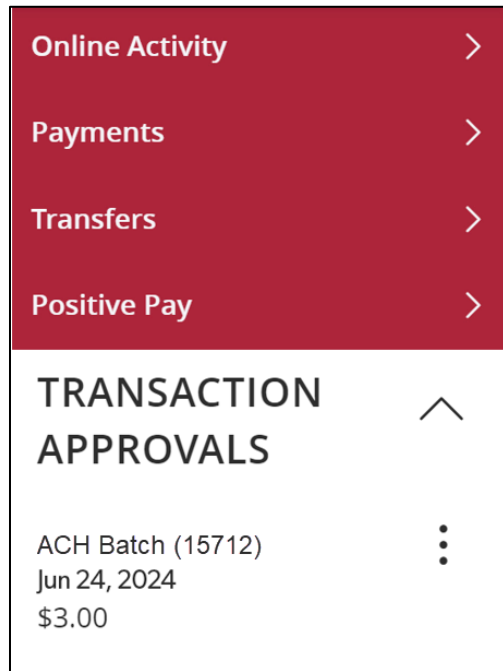 Online Activity
Payments
Transfers
Positive Pay
TRANSACTION
APPROVALS
ACH Batch (15712)
Jun 24, 2024
$3.00